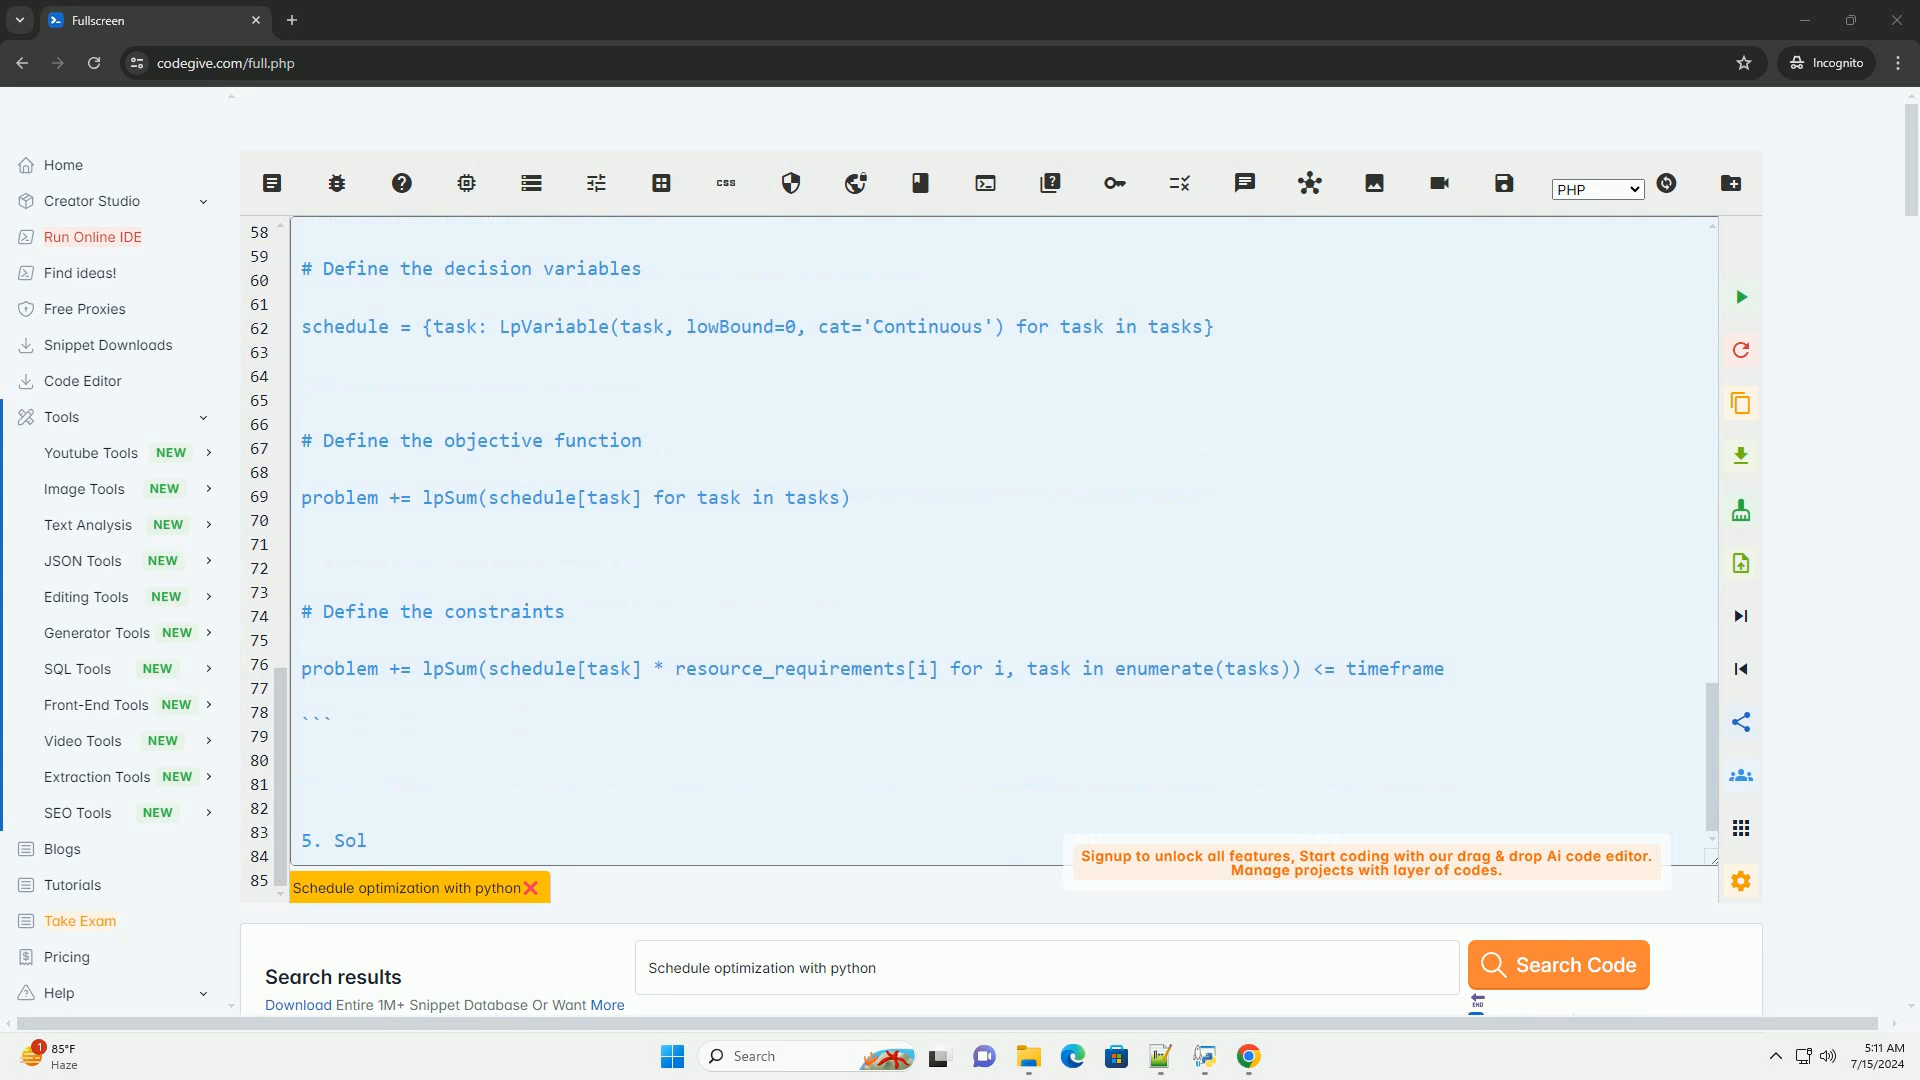 Fullscreen
codegive.com/full.php
Incognito
Home
Creator Studio
Run Online IDE
Find ideas!
Free Proxies
Snippet Downloads
Code Editor
Tools
Youtube Tools NEW
Image Tools NEW
Text Analysis NEW
JSON Tools NEW
Editing Tools NEW
Generator Tools NEW
SQL Tools NEW
Front-End Tools NEW
Video Tools NEW
Extraction Tools NEW
SEO Tools NEW
Blogs
Tutorials
Take Exam
Pricing
Help
css
PHP
58
59
60
61
62
63
64
65
66
67
68
69
70
71
72
73
74
75
76
77
78
79
80
81
82
83
84
85
# Define the decision variables
schedule = {task: LpVariable(task, lowBound=0, cat='Continuous') for task in tasks}
# Define the objective function
problem += lpSum(schedule[task] for task in tasks)
# Define the constraints
problem += lpSum(schedule[task] * resource_requirements[i] for i, task in enumerate(tasks)) <= timeframe
```
5. Sol
Signup to unlock all features, Start coding with our drag & drop Ai code editor.
Manage projects with layer of codes.
Schedule optimization with python
Search results
Download Entire 1M+ Snippet Database Or Want More
Schedule optimization with python
Search Code
END
1
85°F
Haze
Search
5:11 AM
7/15/2024